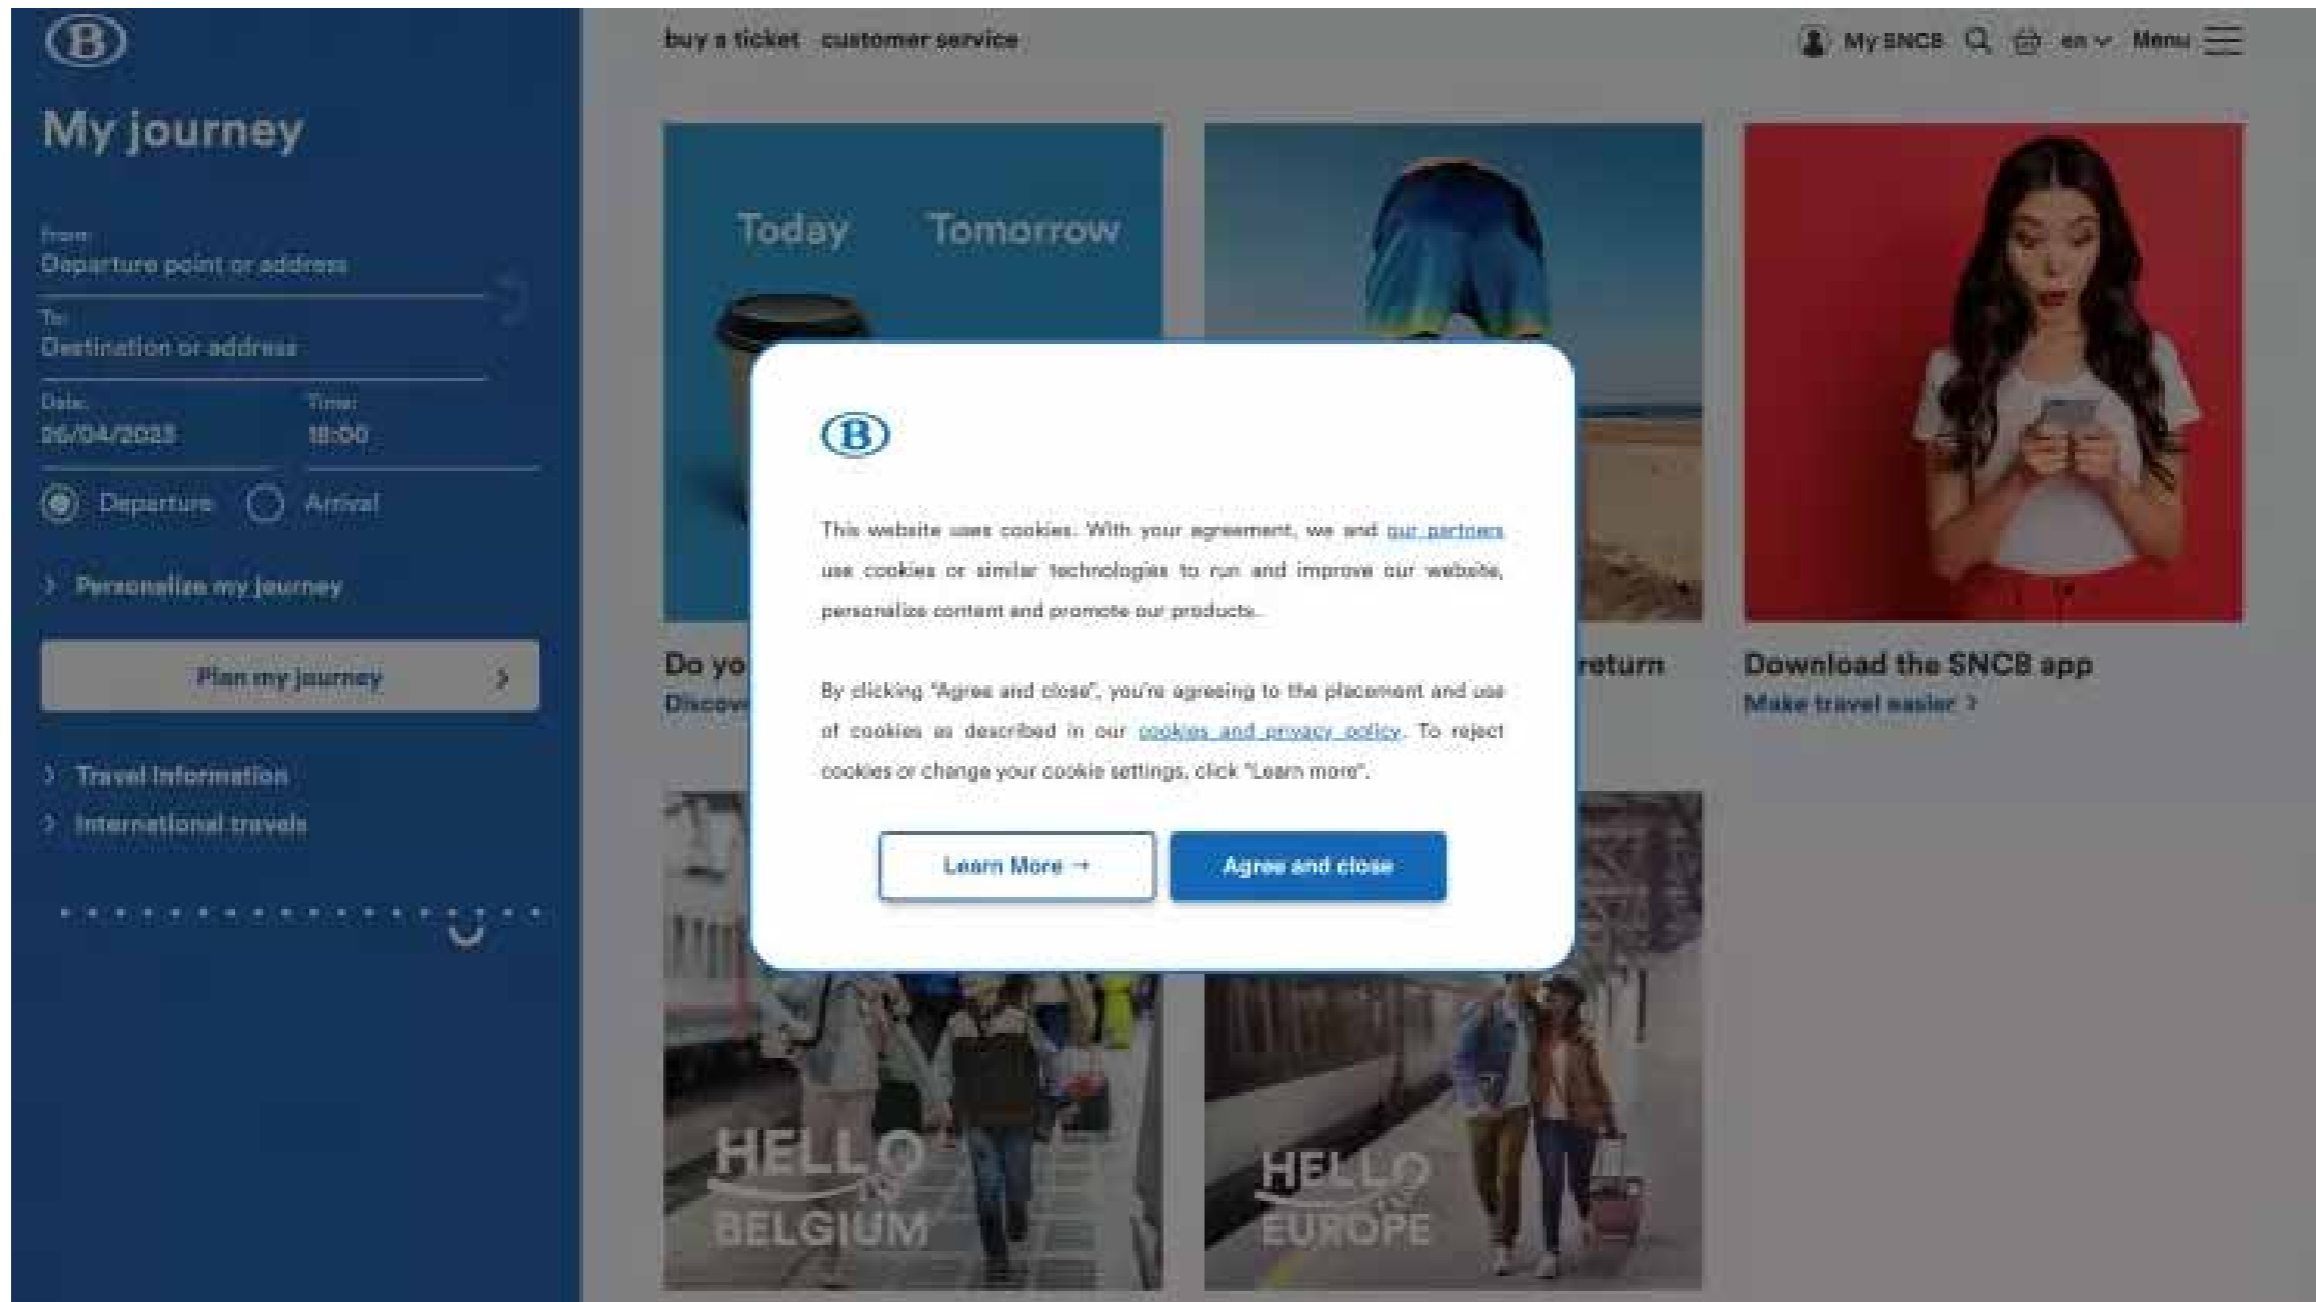 B
buy a ticket customer service
My SNCB
en
Menu
My journey
From:
Departure point or address
To:
Destination or address
Date:
Time:
26/04/2023
18:00
Departure
Arrival
Personalize my journey
Plan my journey
Travel Information
International travels
Today
Tomorrow
Do yo
Discov
return
Download the SNCB app
Make travel easier
B
This website uses cookies. With your agreement, we and our partners
use cookies or similar technologies to run and improve our website,
personalize content and promote our products.
By clicking "Agree and close", you're agreeing to the placement and use
of cookies as described in our cookies and privacy policy. To reject
cookies or change your cookie settings, click "Learn more".
Learn More →
Agree and close
HELLO
BELGIUM
HELLO
EUROPE